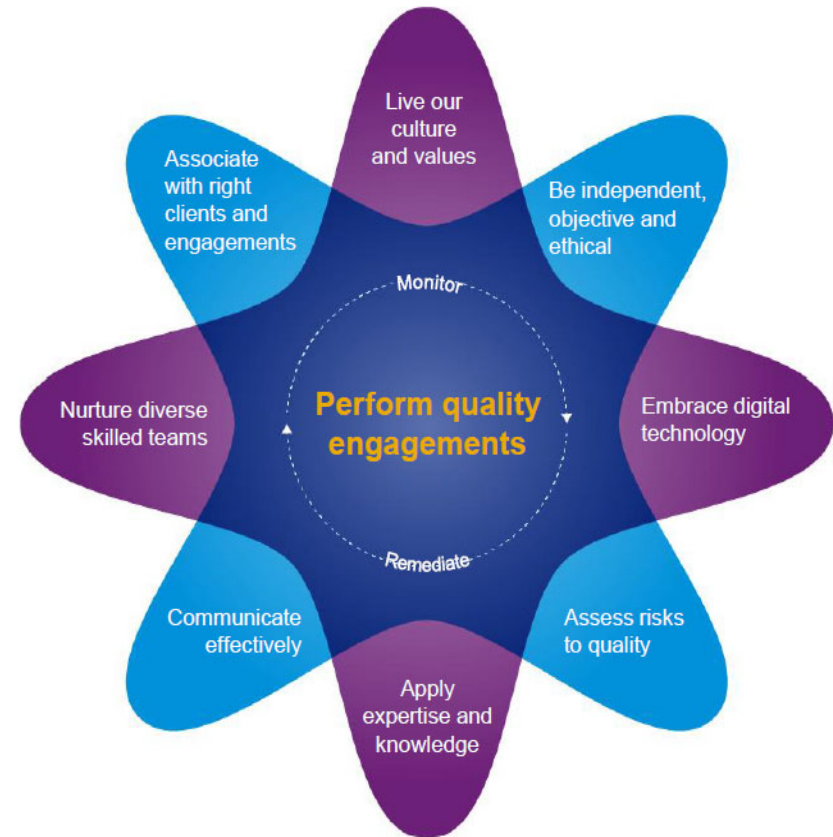 Live our
culture
and values
Be independent,
objective and
ethical
Embrace digital
technology
Assess risks
to quality
Apply
expertise and
knowledge
Communicate
effectively
Nurture diverse
skilled teams
Associate
with right
clients and
engagements
Monitor
Perform quality
engagements
Remediate